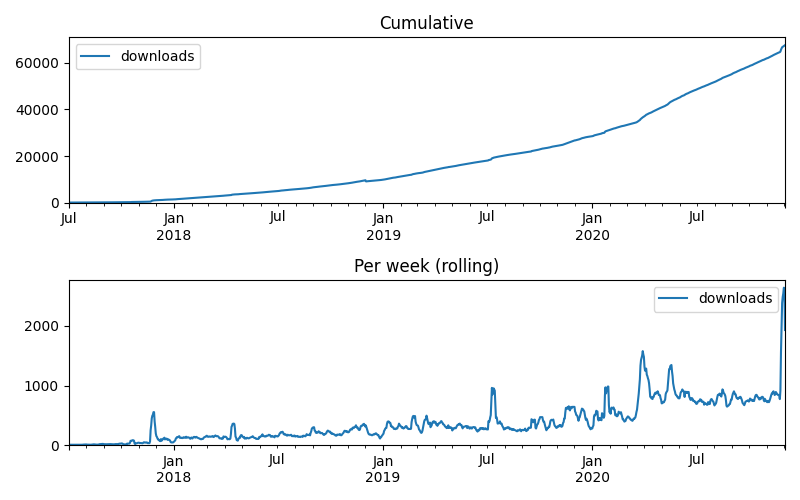 Cumulative
downloads
60000
40000
20000
0
Jul Jan Jul Jan Jul Jan Jul
2018 2019 2020
Per week (rolling)
downloads
2000
1000
0
Jan Jul Jan Jul Jan Jul
2018 2019 2020